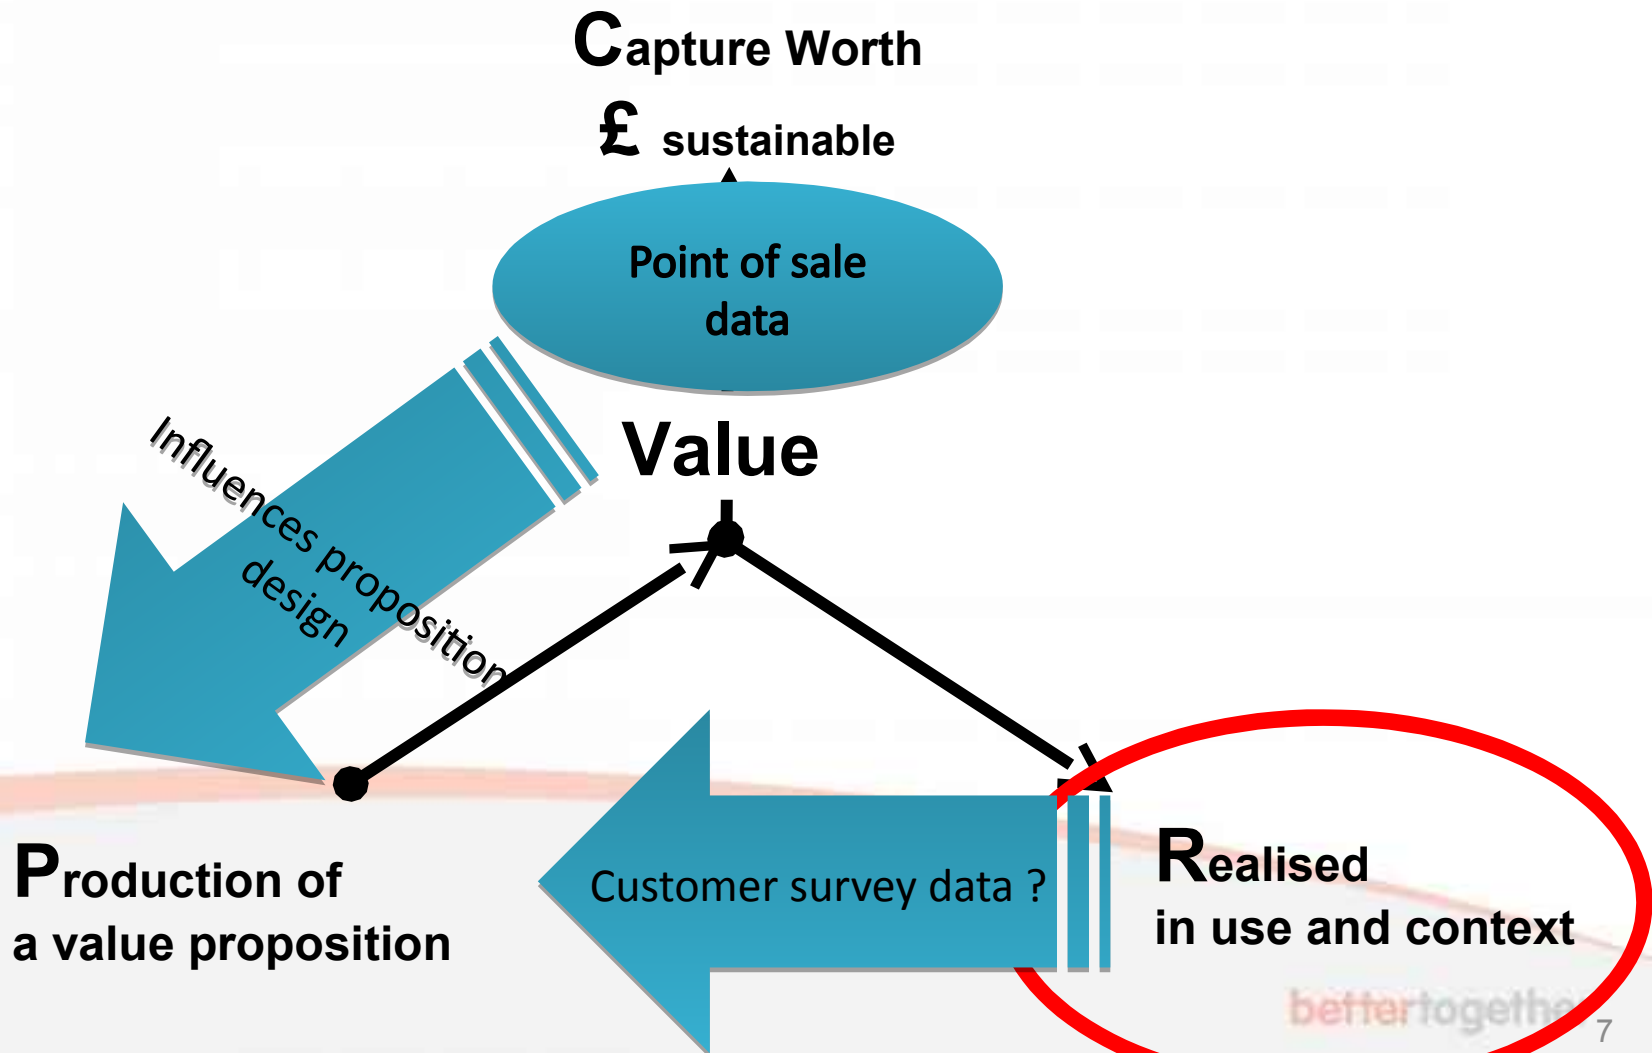 Capture Worth
£ sustainable
Point of sale
data
Value
Influences proposition
design
Customer survey data ?
Production of
a value proposition
Realised
in use and context
bettertogether
7